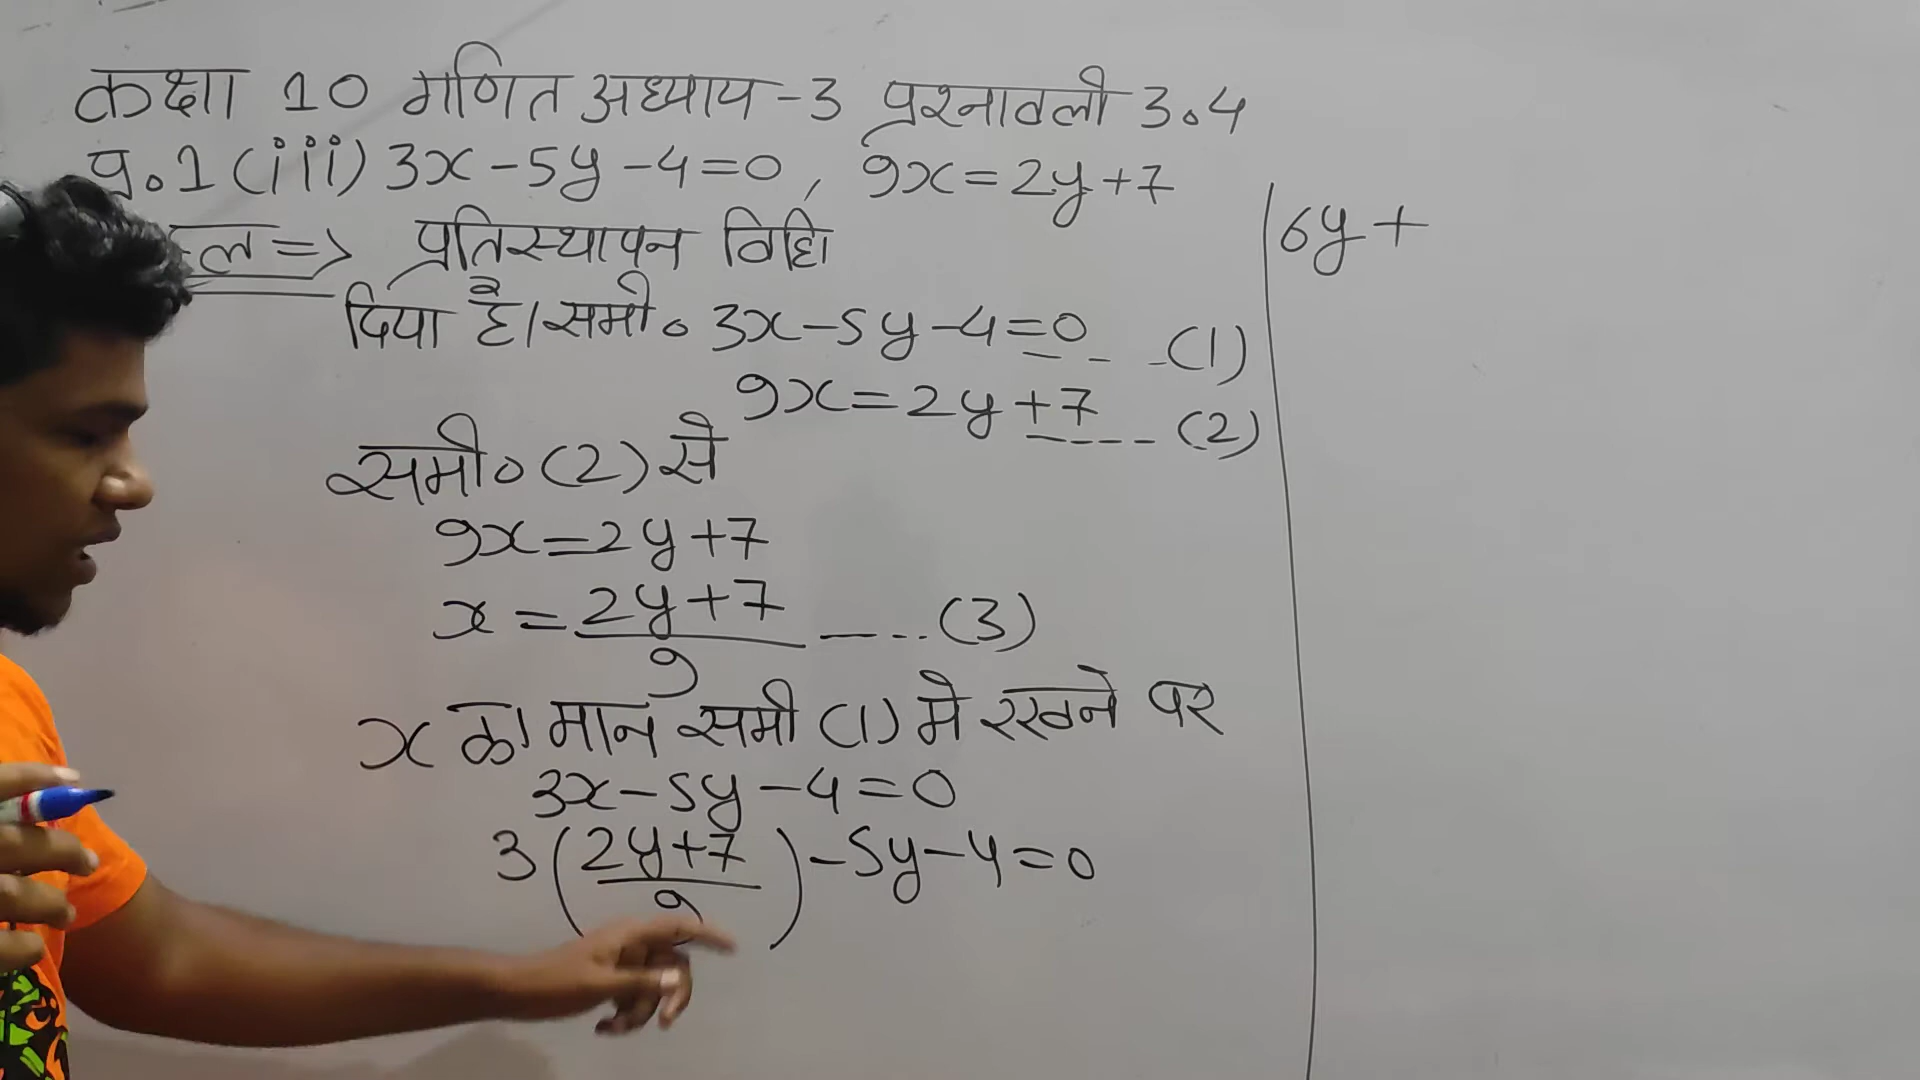 कक्षा 10 गणित अध्याय-3 प्रश्नावली 3.4
प्र.1 (iii) 3x-5y-4=0, 9x=2y+7
हल=> प्रतिस्थापन विधि
दिया है। समी० 3x-5y-4=0 ---(1)
9x=2y+7 ----(2)
समी० (2) से
9x=2y+7
x = (2y+7)/9 ----(3)
x का मान समी (1) मे रखने पर
3x-5y-4=0
3((2y+7)/9)-5y-4=0
6y+